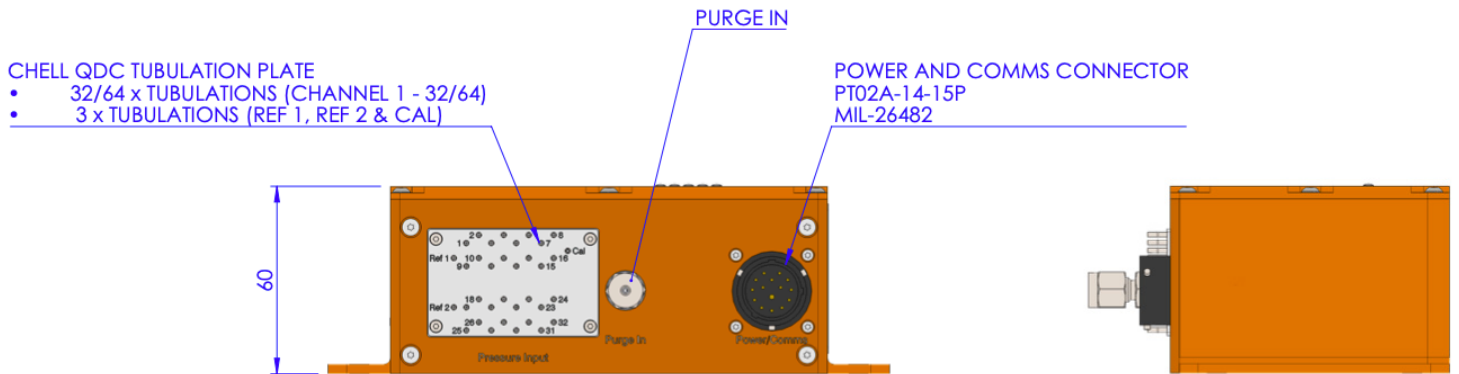 PURGE IN
CHELL QDC TUBULATION PLATE
• 32/64 x TUBULATIONS (CHANNEL 1 - 32/64)
• 3 x TUBULATIONS (REF 1, REF 2 & CAL)
POWER AND COMMS CONNECTOR
PT02A-14-15P
MIL-26482
60
2 8
1 7
Cal
Ref 1 10 16
9 15
18 24
Ref 2 23
26 32
25 31
Purge In
Power/Comms
Pressure Input